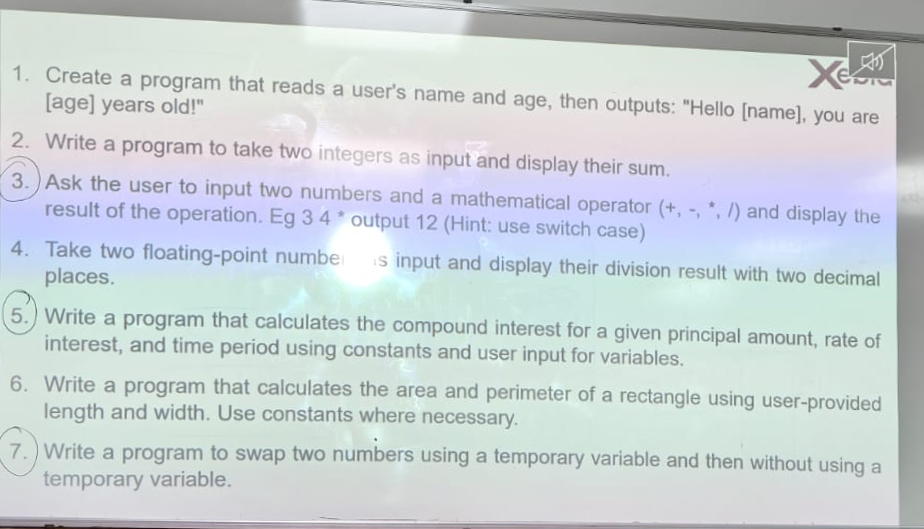 1. Create a program that reads a user's name and age, then outputs: "Hello [name], you are
[age] years old!"
2. Write a program to take two integers as input and display their sum.
3. Ask the user to input two numbers and a mathematical operator (+, -, *, /) and display the
result of the operation. Eg 3 4 * output 12 (Hint: use switch case)
4. Take two floating-point input and display their division result with two decimal
places.
5. Write a program that calculates the compound interest for a given principal amount, rate of
interest, and time period using constants and user input for variables.
6. Write a program that calculates the area and perimeter of a rectangle using user-provided
length and width. Use constants where necessary.
7. Write a program to swap two numbers using a temporary variable and then without using a
temporary variable.